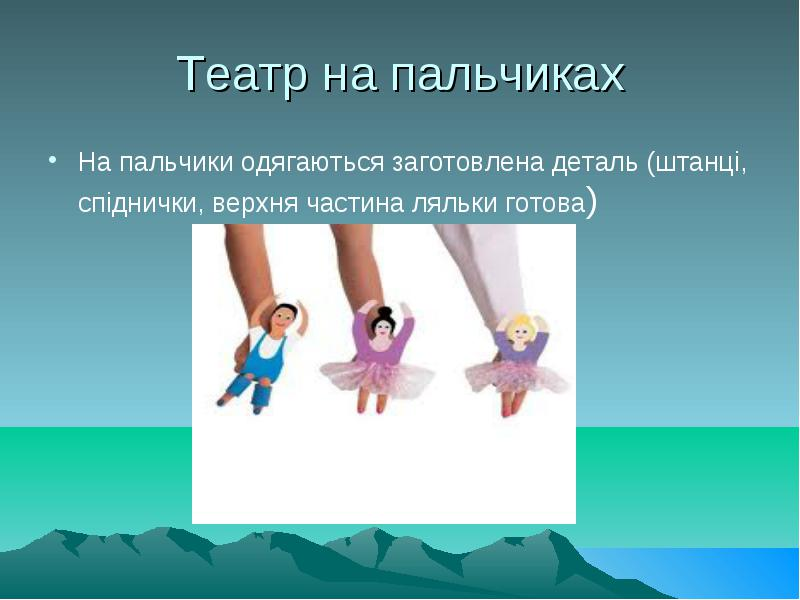 Театр на пальчиках
• На пальчики одягаються заготовлена деталь (штанці,
спіднички, верхня частина ляльки готова)